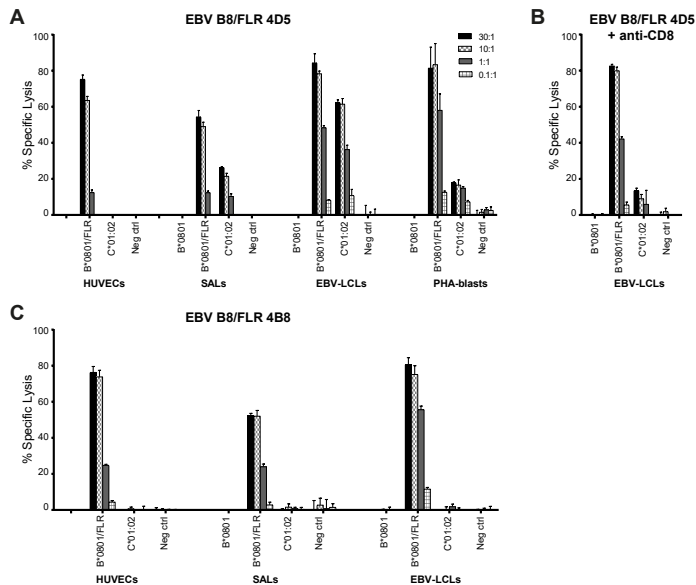 A
EBV B8/FLR 4D5
% Specific Lysis
100
80
60
40
20
0
30:1
10:1
1:1
0.1:1
B*0801
B*0801/FLR
C*01:02
Neg ctrl
B*0801
B*0801/FLR
C*01:02
Neg ctrl
B*0801
B*0801/FLR
C*01:02
Neg ctrl
B*0801
B*0801/FLR
C*01:02
Neg ctrl
HUVECs
SALs
EBV-LCLs
PHA-blasts
B
EBV B8/FLR 4D5
+ anti-CD8
% Specific Lysis
100
80
60
40
20
0
B*0801
B*0801/FLR
C*01:02
Neg ctrl
EBV-LCLs
C
EBV B8/FLR 4B8
% Specific Lysis
100
80
60
40
20
0
B*0801
B*0801/FLR
C*01:02
Neg ctrl
B*0801
B*0801/FLR
C*01:02
Neg ctrl
B*0801
B*0801/FLR
C*01:02
Neg ctrl
HUVECs
SALs
EBV-LCLs